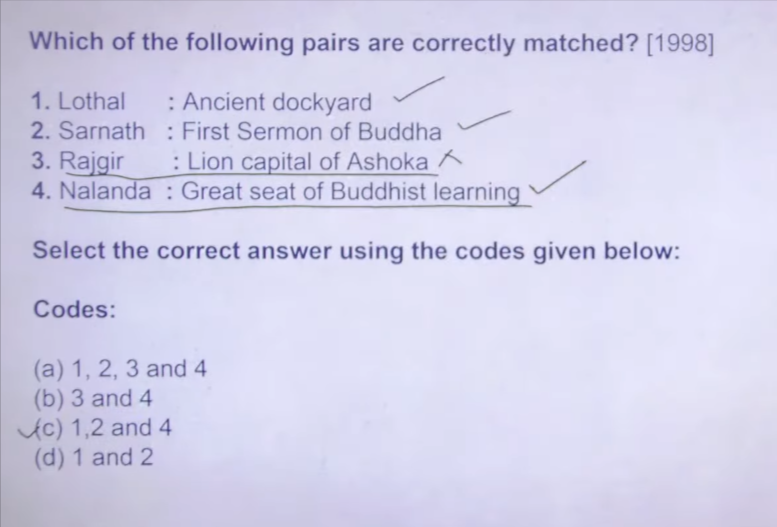 Which of the following pairs are correctly matched? [1998]
1. Lothal : Ancient dockyard
2. Sarnath : First Sermon of Buddha
3. Rajgir : Lion capital of Ashoka
4. Nalanda : Great seat of Buddhist learning
Select the correct answer using the codes given below:
Codes:
(a) 1, 2, 3 and 4
(b) 3 and 4
(c) 1,2 and 4
(d) 1 and 2